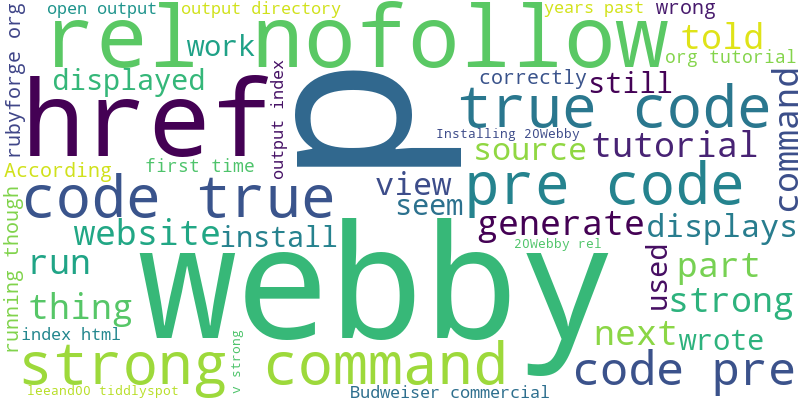 open output
output directory
years past
wrong
rel nofollow
work
told
org tutorial
rubyforge org
displayed
href
output index
p
correctly
still
true code
command
Installing 20Webby
According
first time
source
tutorial
code true
view
seem
pre code
website
install
generate
displays
20Webby rel
running though
run
webby
used
part
thing
strong
index html
next
wrote
strong command
v strong
code pre
leeand00 tiddlyspot
Budweiser commercial